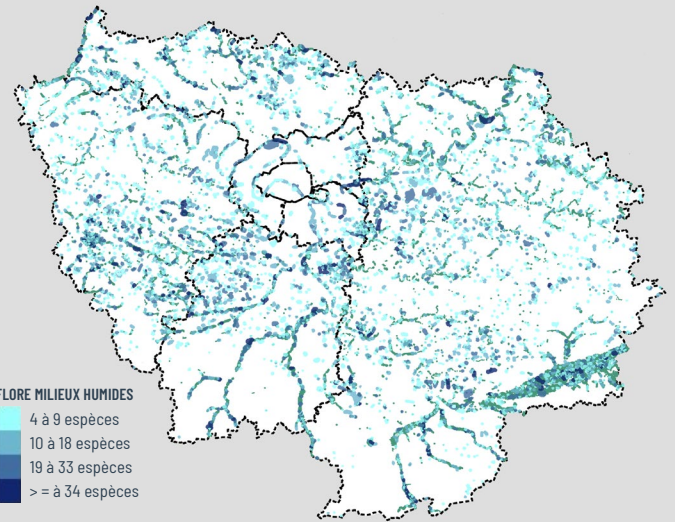 FLORE MILIEUX HUMIDES
4 à 9 espèces
10 à 18 espèces
19 à 33 espèces
> = à 34 espèces